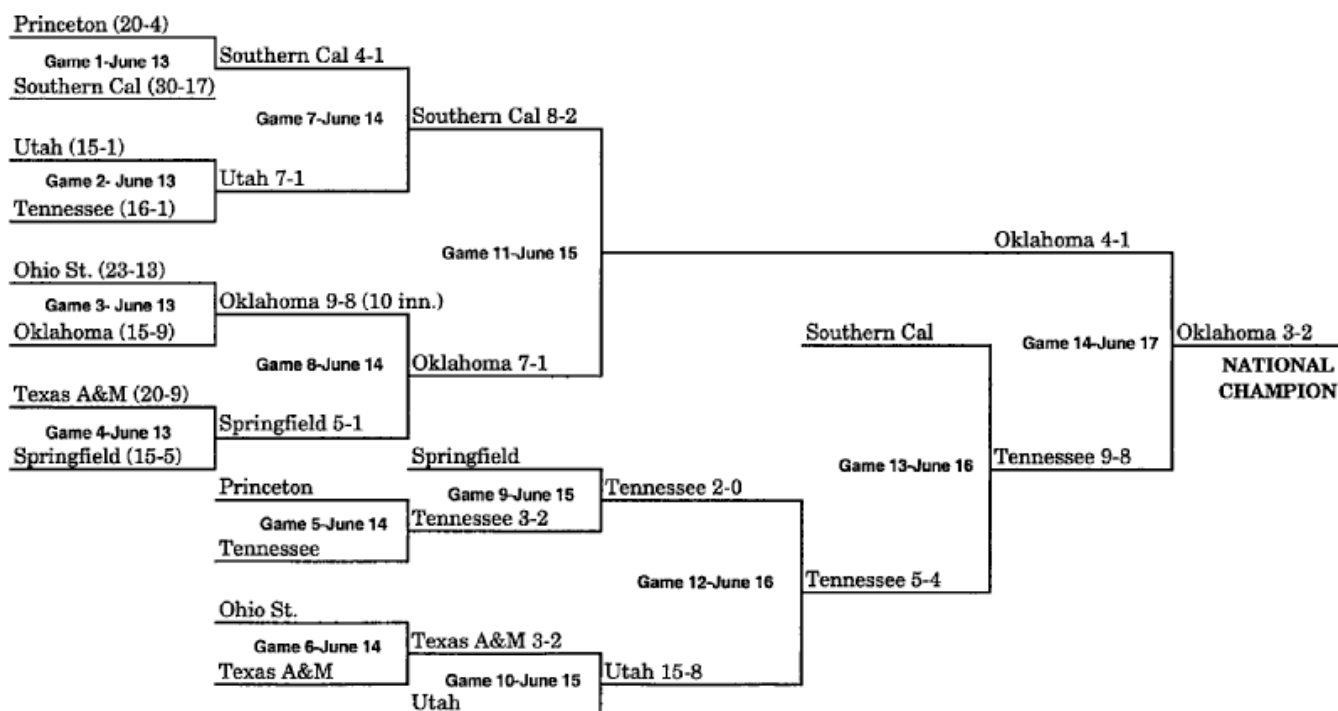 Princeton (20-4)
Game 1-June 13
Southern Cal 4-1
Southern Cal (30-17)
Game 7-June 14
Southern Cal 8-2
Utah (15-1)
Game 2- June 13
Utah 7-1
Tennessee (16-1)
Game 11-June 15
Oklahoma 4-1
Ohio St. (23-13)
Game 3- June 13
Oklahoma 9-8 (10 inn.)
Oklahoma (15-9)
Game 8-June 14
Oklahoma 7-1
Southern Cal
Game 14-June 17
Oklahoma 3-2
NATIONAL
CHAMPION
Texas A&M (20-9)
Game 4-June 13
Springfield 5-1
Springfield (15-5)
Springfield
Game 13-June 16
Tennessee 9-8
Princeton
Game 9-June 15
Tennessee 2-0
Game 5-June 14
Tennessee 3-2
Tennessee
Game 12-June 16
Tennessee 5-4
Ohio St.
Game 6-June 14
Texas A&M 3-2
Texas A&M
Game 10-June 15
Utah 15-8
Utah